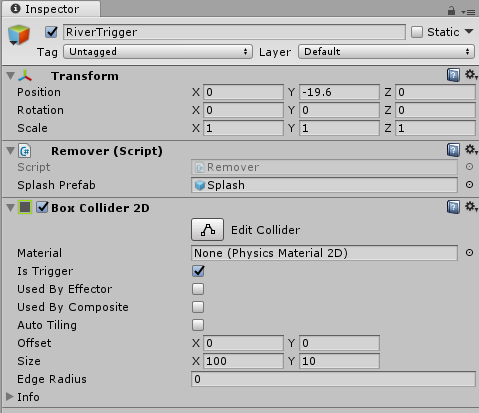 Inspector
RiverTrigger Static
Tag Untagged Layer Default
Transform
Position X 0 Y -19.6 Z 0
Rotation X 0 Y 0 Z 0
Scale X 1 Y 1 Z 1
Remover (Script)
Script Remover
Splash Prefab Splash
Box Collider 2D
Edit Collider
Material None (Physics Material 2D)
Is Trigger
Used By Effector
Used By Composite
Auto Tiling
Offset X 0 Y 0
Size X 100 Y 10
Edge Radius 0
Info